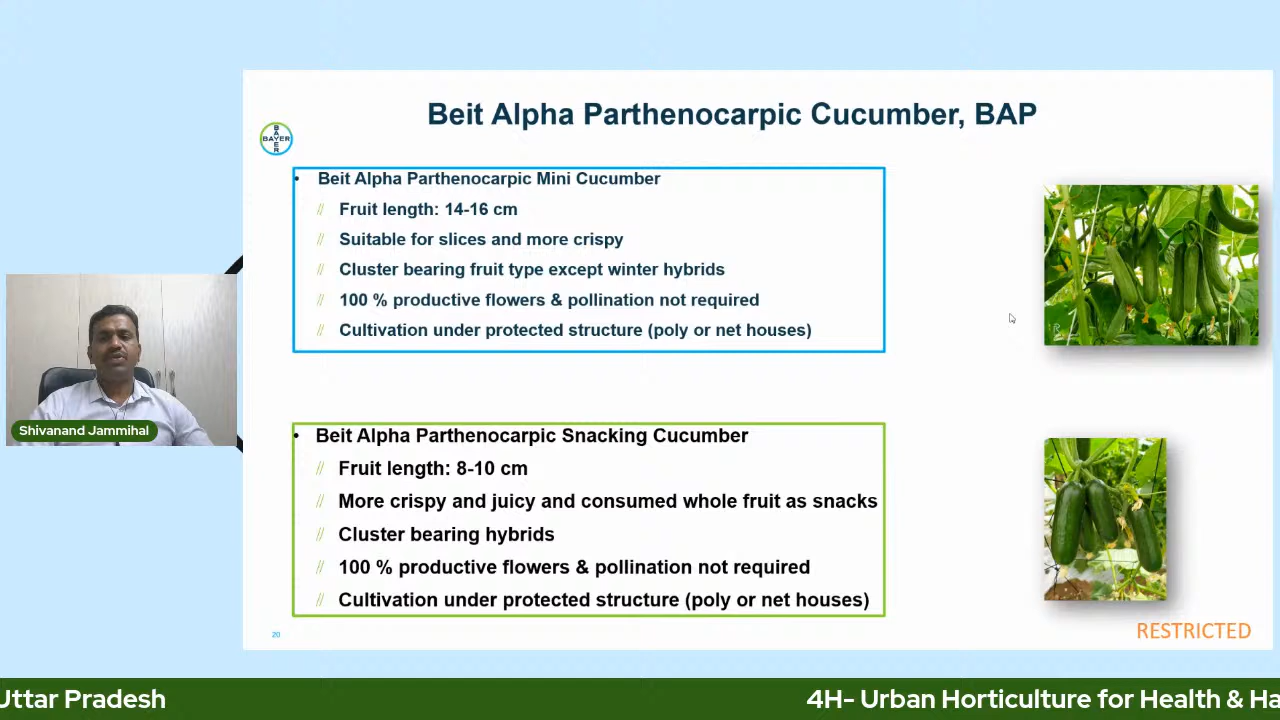 Beit Alpha Parthenocarpic Cucumber, BAP
BAYER
BAYER
• Beit Alpha Parthenocarpic Mini Cucumber
// Fruit length: 14-16 cm
// Suitable for slices and more crispy
// Cluster bearing fruit type except winter hybrids
// 100 % productive flowers & pollination not required
// Cultivation under protected structure (poly or net houses)
Shivanand Jammihal
• Beit Alpha Parthenocarpic Snacking Cucumber
// Fruit length: 8-10 cm
// More crispy and juicy and consumed whole fruit as snacks
// Cluster bearing hybrids
// 100 % productive flowers & pollination not required
// Cultivation under protected structure (poly or net houses)
20
RESTRICTED
Uttar Pradesh
4H- Urban Horticulture for Health & Ha